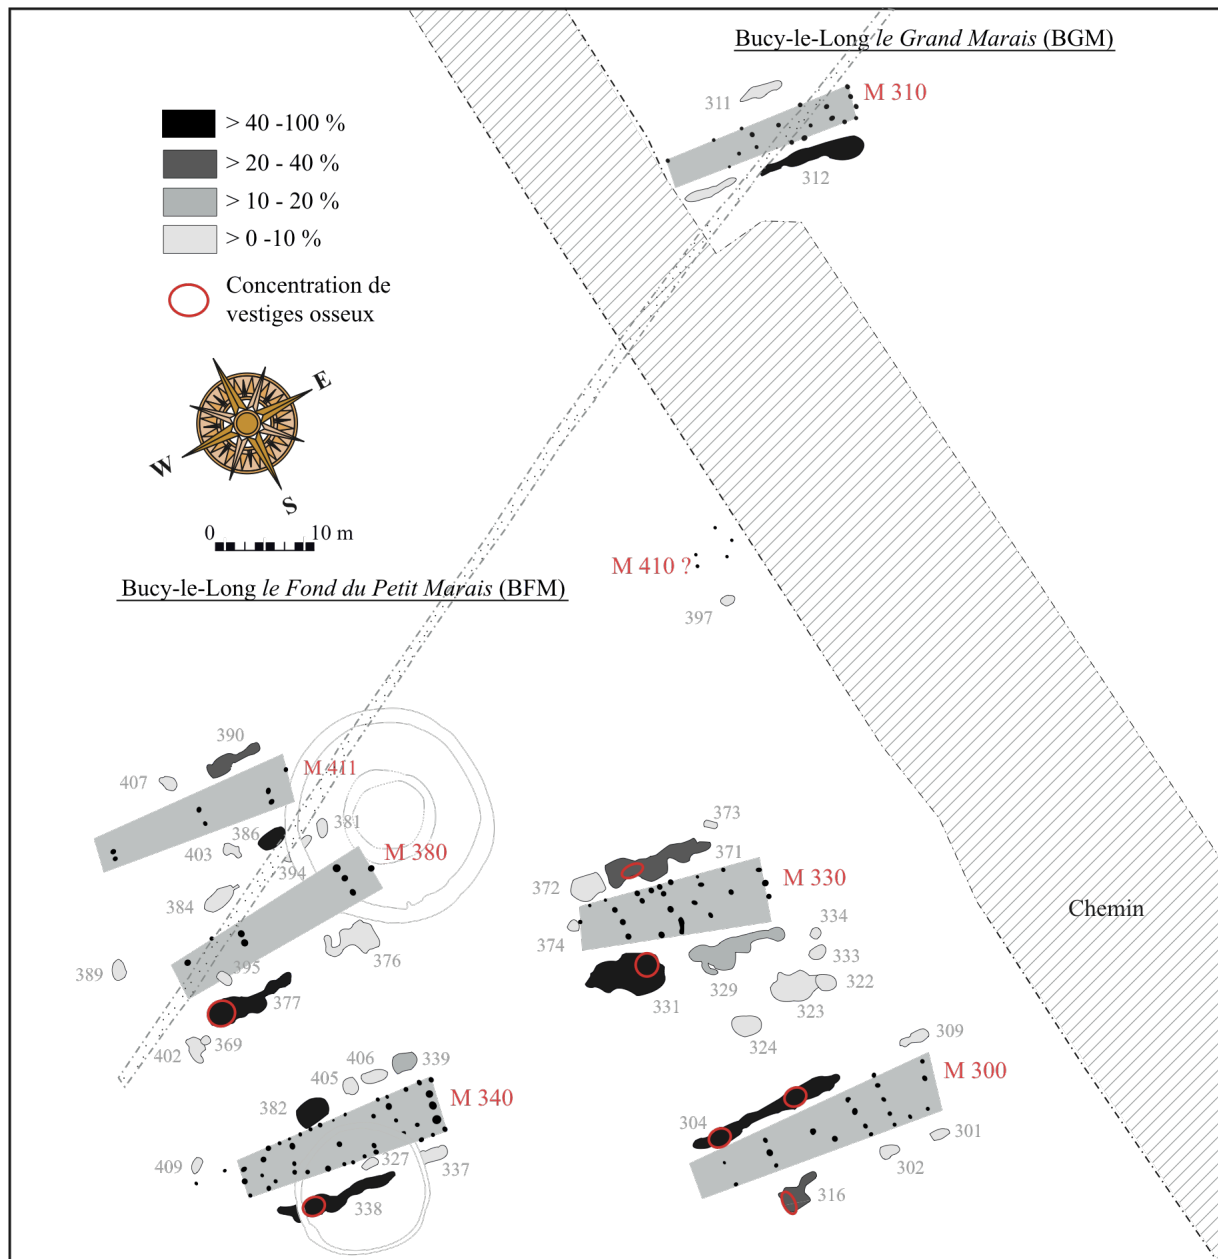 Bucy-le-Long le Grand Marais (BGM)
311
M 310
312
> 40 -100 %
> 20 - 40 %
> 10 - 20 %
> 0 -10 %
Concentration de
vestiges osseux
E
W
S
0 10 m
M 410 ?
397
Bucy-le-Long le Fond du Petit Marais (BFM)
390
407
M 411
386
381
403
394
M 380
384
389
395
376
377
402
369
373
371
372
M 330
374
334
333
331
329
322
323
324
Chemin
309
M 300
304
301
302
316
406
339
405
M 340
382
409
327
337
338